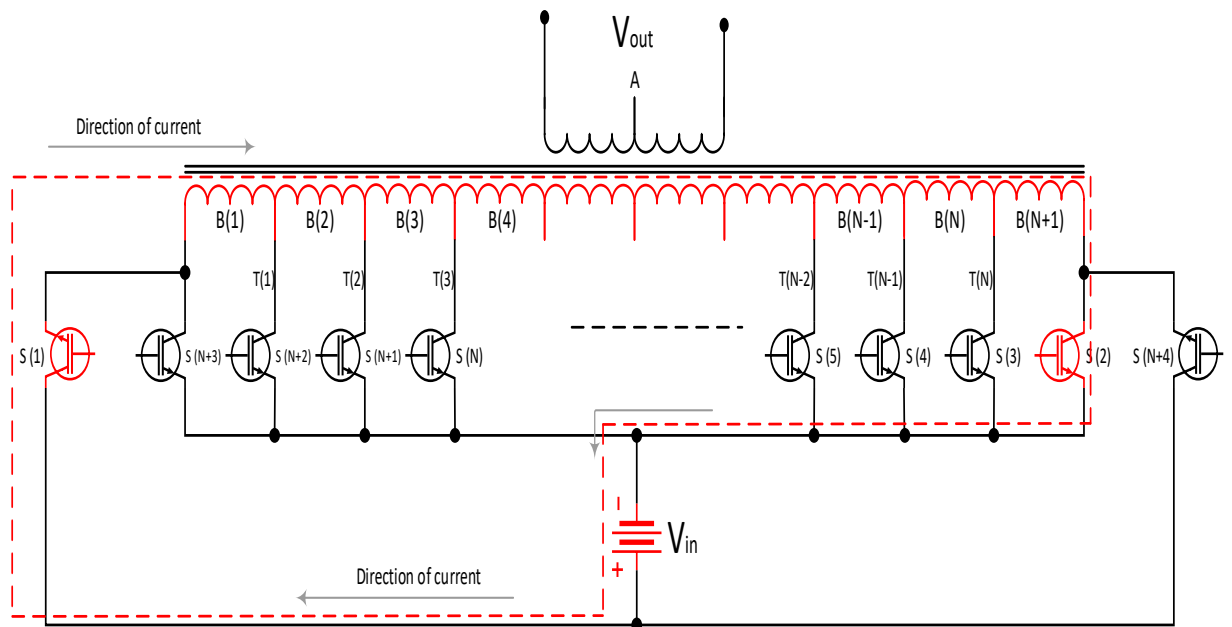 Vout
A
Direction of current
B(1) B(2) B(3) B(4) B(N-1) B(N) B(N+1)
T(1) T(2) T(3) T(N-2) T(N-1) T(N)
S (1) S (N+3) S (N+2) S (N+1) S (N) S (5) S (4) S (3) S (2) S (N+4)
-
Vin
+
Direction of current